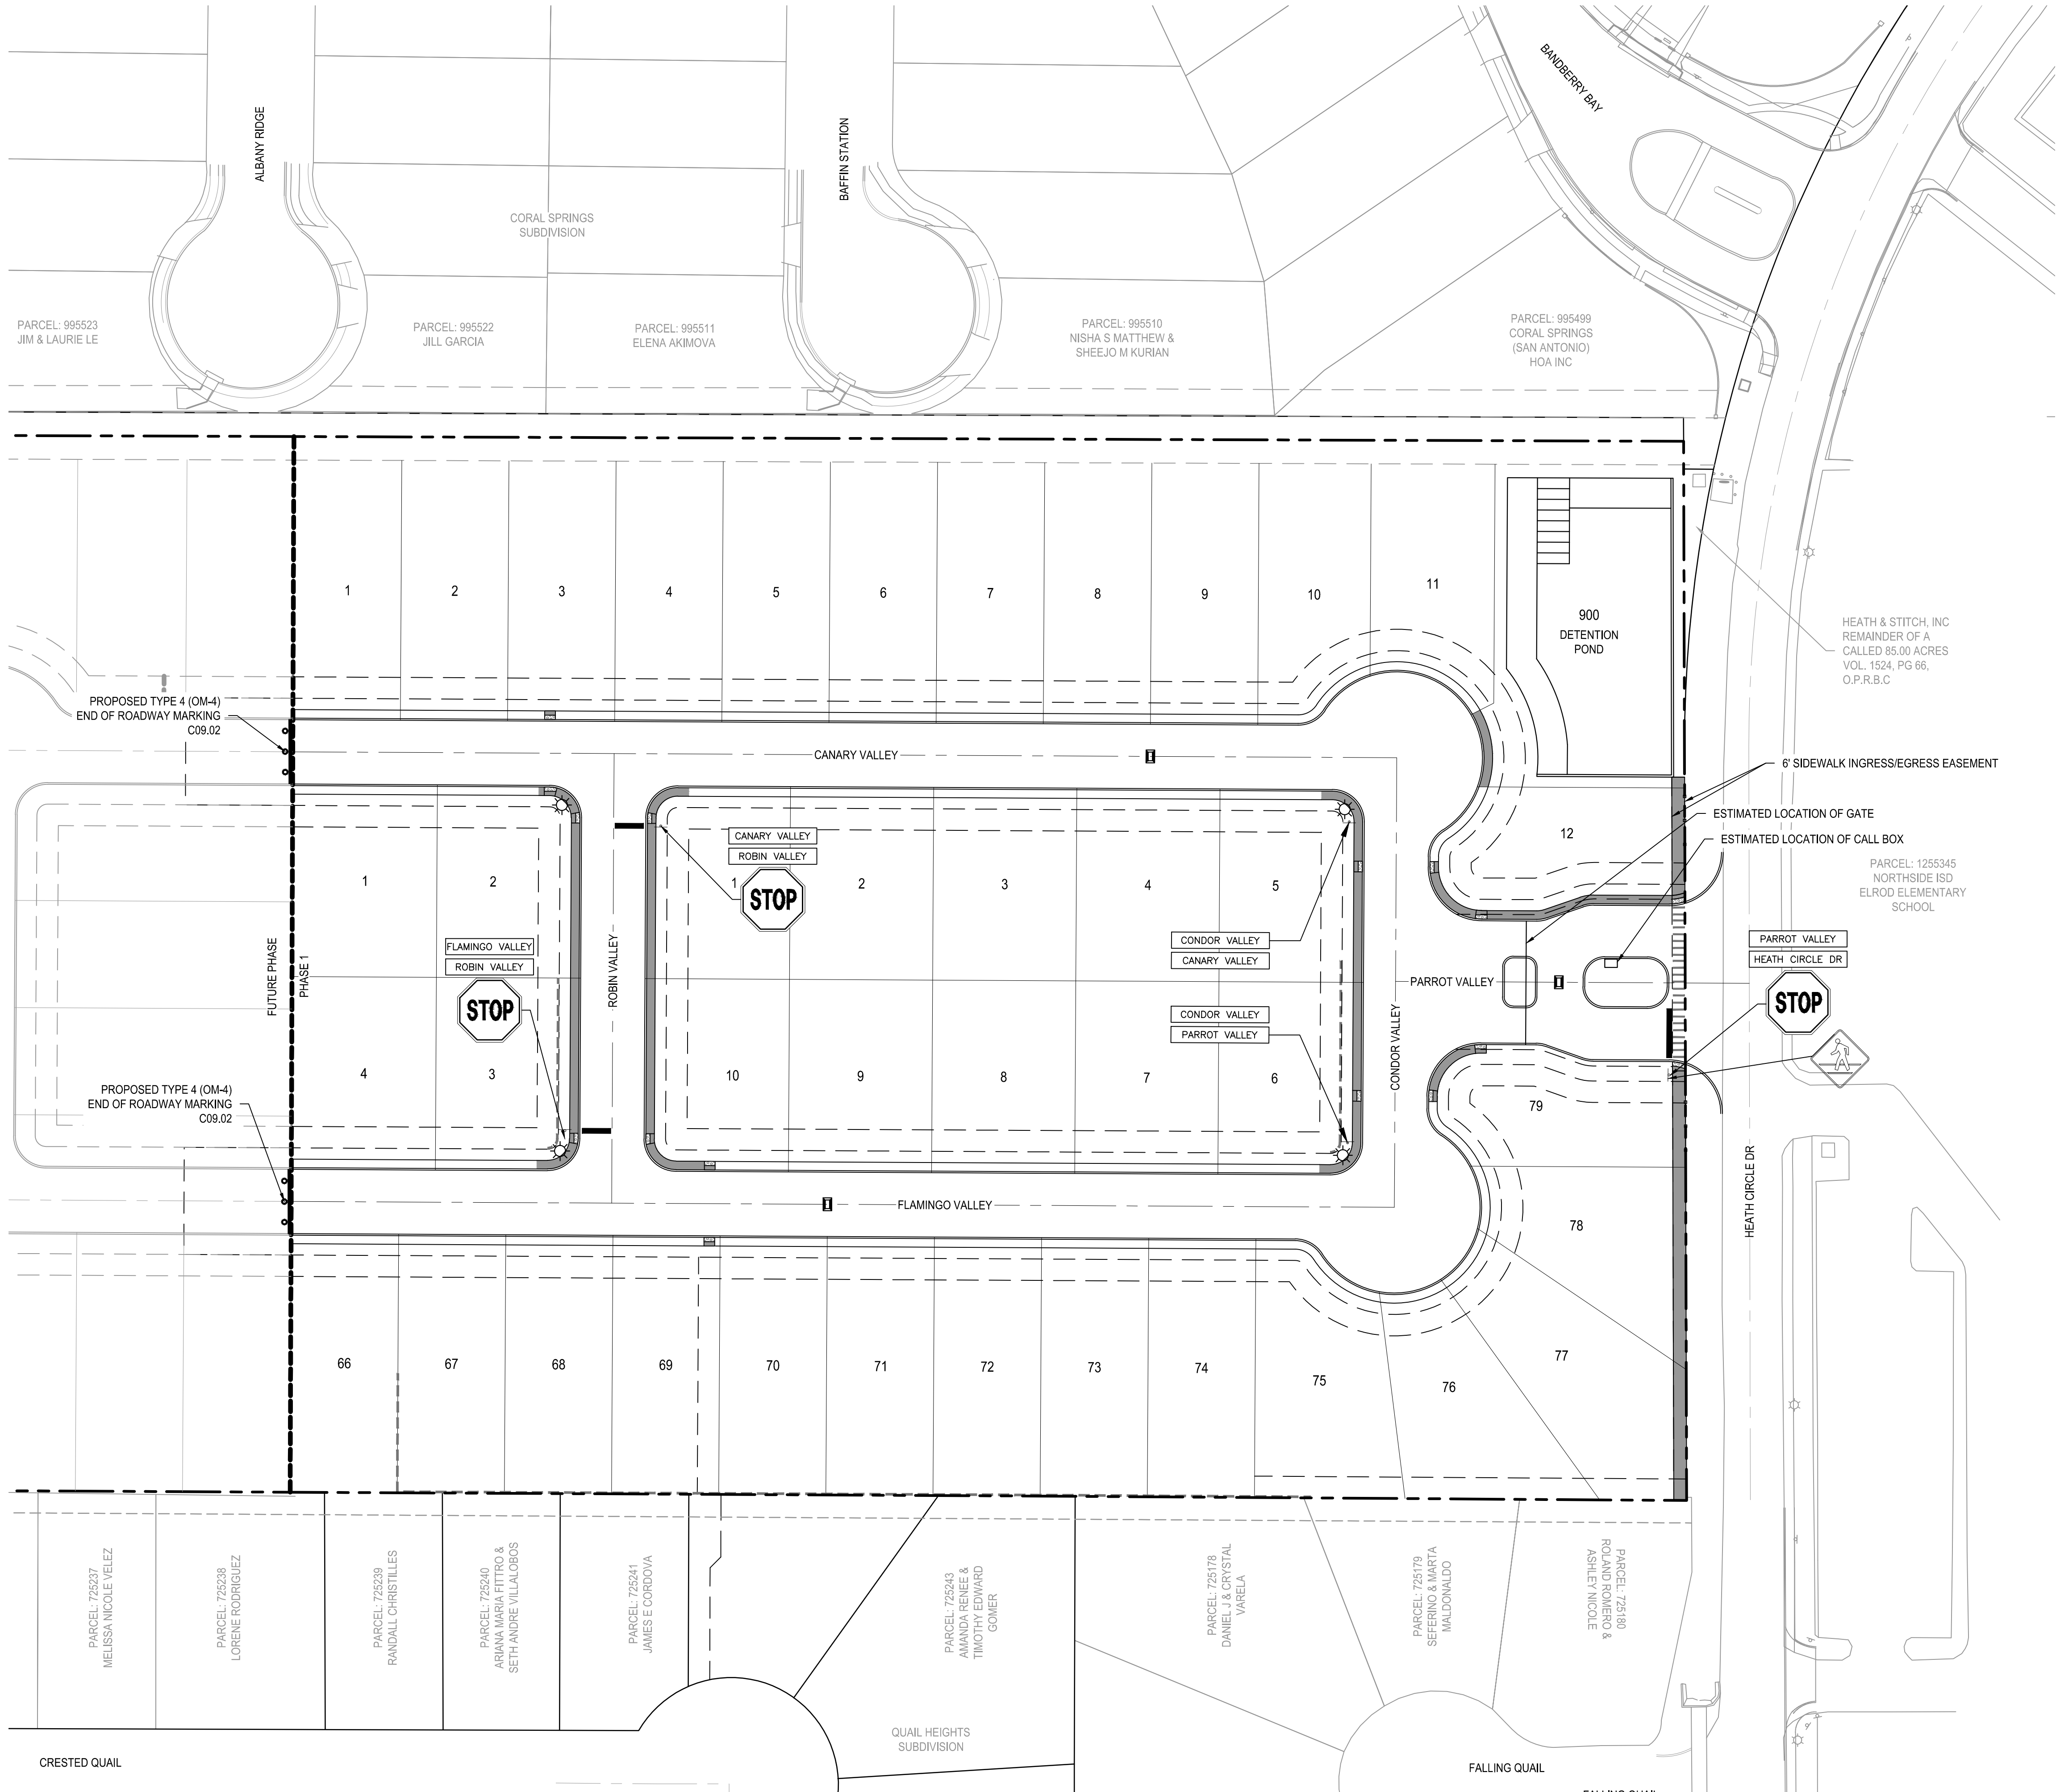 ALBANY RIDGE
BAFFIN STATION
BANDBERRY BAY
CORAL SPRINGS
SUBDIVISION
PARCEL: 995523
JIM & LAURIE LE
PARCEL: 995522
JILL GARCIA
PARCEL: 995511
ELENA AKIMOVA
PARCEL: 995510
NISHA S MATTHEW &
SHEEJO M KURIAN
PARCEL: 995499
CORAL SPRINGS
(SAN ANTONIO)
HOA INC
1
2
3
4
5
6
7
8
9
10
11
900
DETENTION
POND
HEATH & STITCH, INC
REMAINDER OF A
CALLED 85.00 ACRES
VOL. 1524, PG 66,
O.P.R.B.C
PROPOSED TYPE 4 (OM-4)
END OF ROADWAY MARKING
C09.02
CANARY VALLEY
6' SIDEWALK INGRESS/EGRESS EASEMENT
ESTIMATED LOCATION OF GATE
ESTIMATED LOCATION OF CALL BOX
12
PARCEL: 1255345
NORTHSIDE ISD
ELROD ELEMENTARY
SCHOOL
CANARY VALLEY
ROBIN VALLEY
STOP
1
2
1
2
3
4
5
FLAMINGO VALLEY
ROBIN VALLEY
STOP
FUTURE PHASE
PHASE 1
ROBIN VALLEY
CONDOR VALLEY
CANARY VALLEY
CONDOR VALLEY
PARROT VALLEY
PARROT VALLEY
CONDOR VALLEY
PARROT VALLEY
HEATH CIRCLE DR
STOP
4
3
10
9
8
7
6
79
PROPOSED TYPE 4 (OM-4)
END OF ROADWAY MARKING
C09.02
FLAMINGO VALLEY
78
HEATH CIRCLE DR
66
67
68
69
70
71
72
73
74
75
76
77
PARCEL: 725237
MELISSA NICOLE VELEZ
PARCEL: 725238
LORENE RODRIGUEZ
PARCEL: 725239
RANDALL CHRISTILLES
PARCEL: 725240
ARIANA MARIA FITTRO &
SETH ANDRE VILLALOBOS
PARCEL: 725241
JAMES E CORDOVA
PARCEL: 725243
AMANDA RENEE &
TIMOTHY EDWARD
GOMER
PARCEL: 725178
DANIEL J & CRYSTAL
VARELA
PARCEL: 725179
SEFERINO & MARTA
MALDONALDO
PARCEL: 725180
ROLAND ROMERO &
ASHLEY NICOLE
QUAIL HEIGHTS
SUBDIVISION
CRESTED QUAIL
FALLING QUAIL